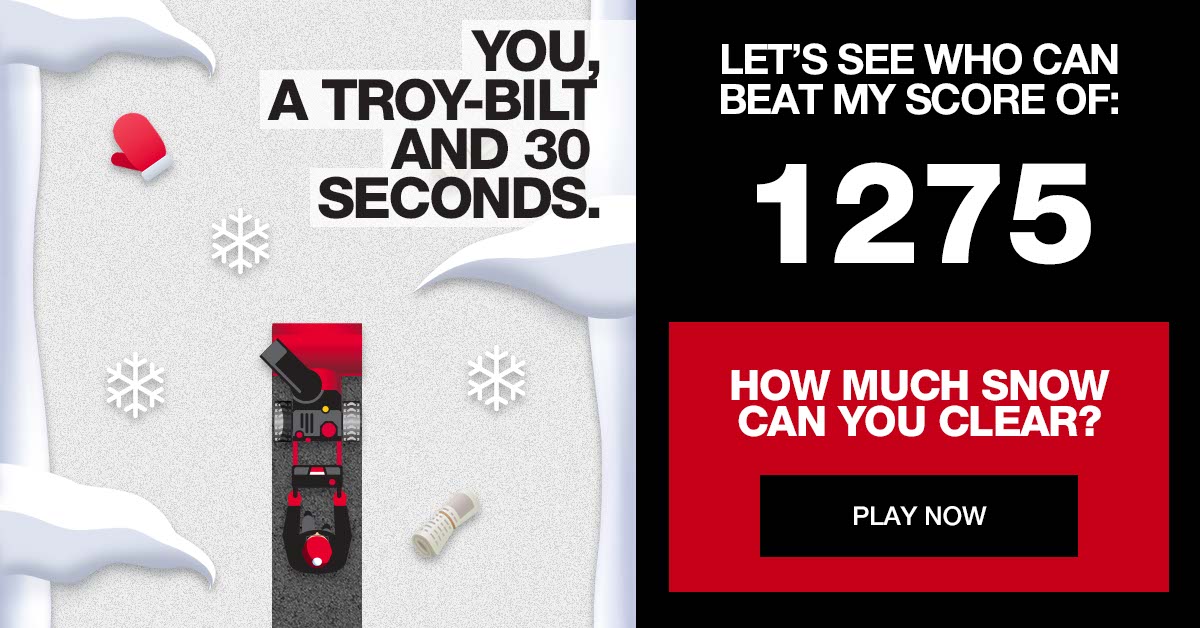 YOU,
A TROY-BILT
AND 30
SECONDS.
LET’S SEE WHO CAN
BEAT MY SCORE OF:
1275
HOW MUCH SNOW
CAN YOU CLEAR?
PLAY NOW